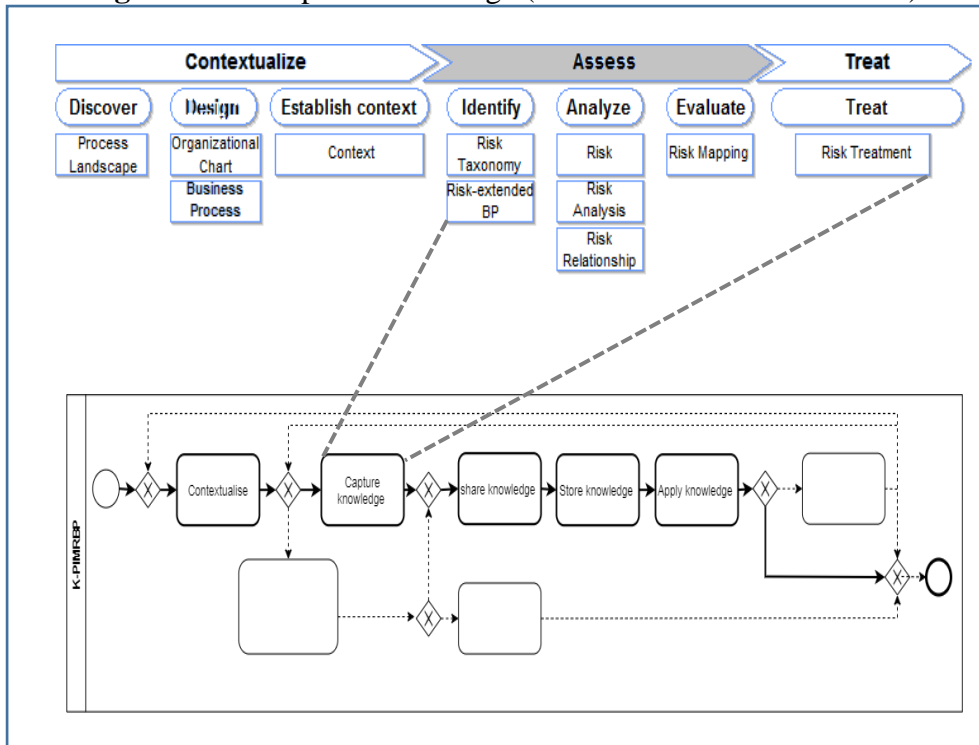 Contextualize
Assess
Treat
Discover
Design
Establish context
Identify
Analyze
Evaluate
Treat
Process
Landscape
Organizational
Chart
Business
Process
Context
Risk
Taxonomy
Risk-extended
BP
Risk
Risk
Analysis
Risk
Relationship
Risk Mapping
Risk Treatment
K-PIMRBP
Contextualise
Capture
knowledge
share knowledge
Store knowledge
Apply knowledge